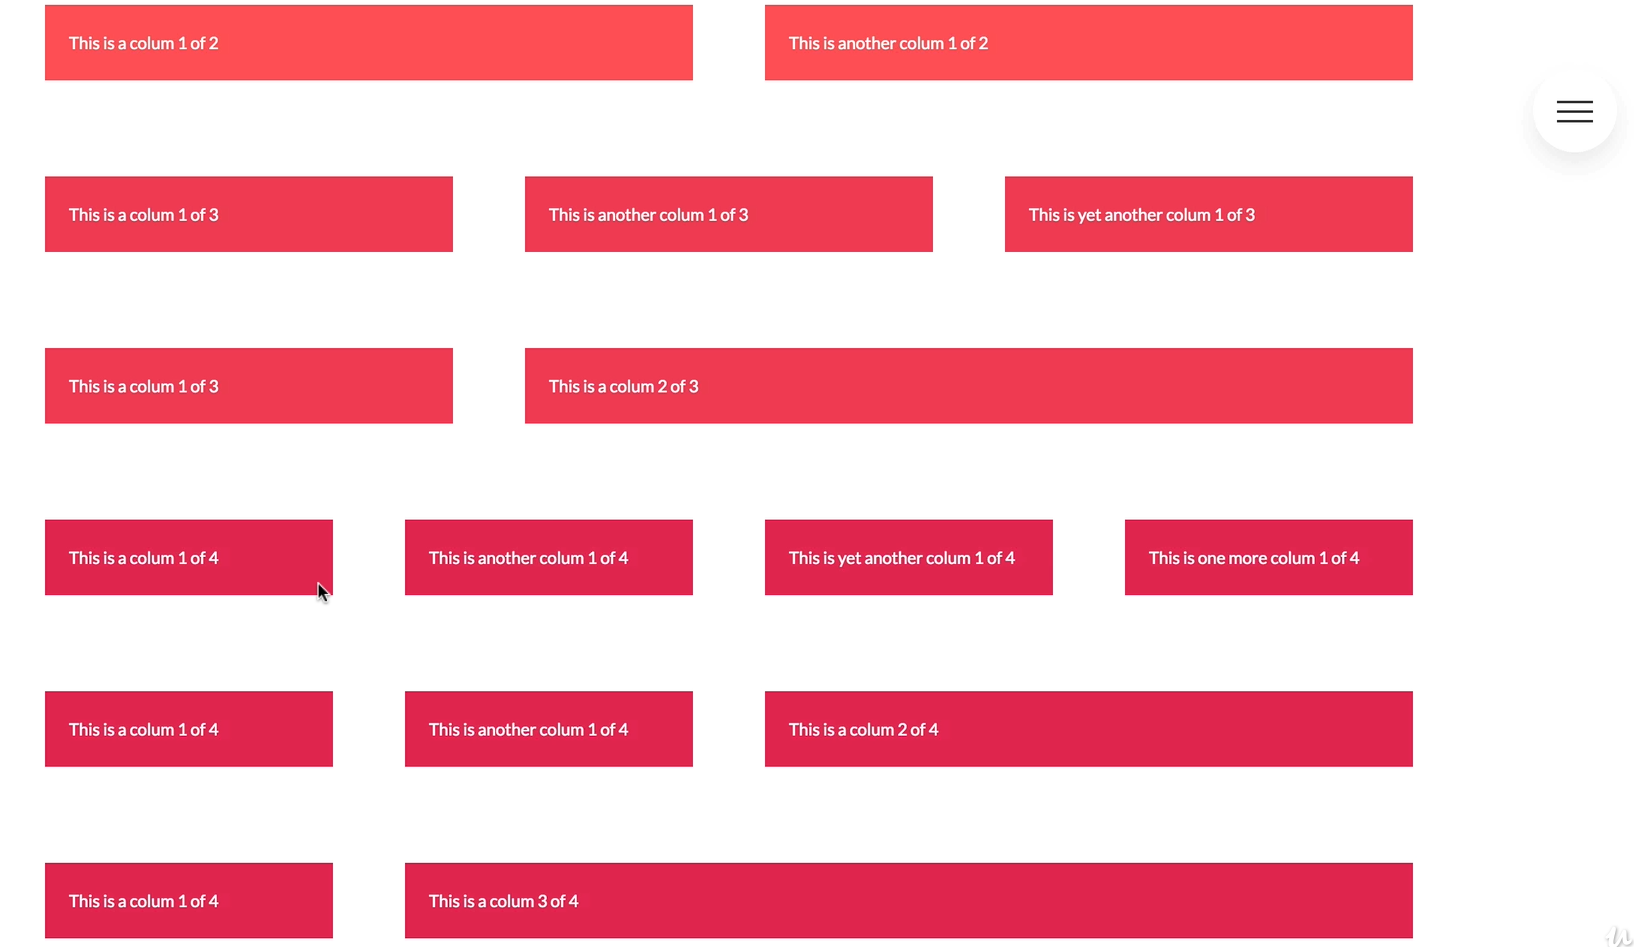 This is a colum 1 of 2
This is another colum 1 of 2
This is a colum 1 of 3
This is another colum 1 of 3
This is yet another colum 1 of 3
This is a colum 1 of 3
This is a colum 2 of 3
This is a colum 1 of 4
This is another colum 1 of 4
This is yet another colum 1 of 4
This is one more colum 1 of 4
This is a colum 1 of 4
This is another colum 1 of 4
This is a colum 2 of 4
This is a colum 1 of 4
This is a colum 3 of 4